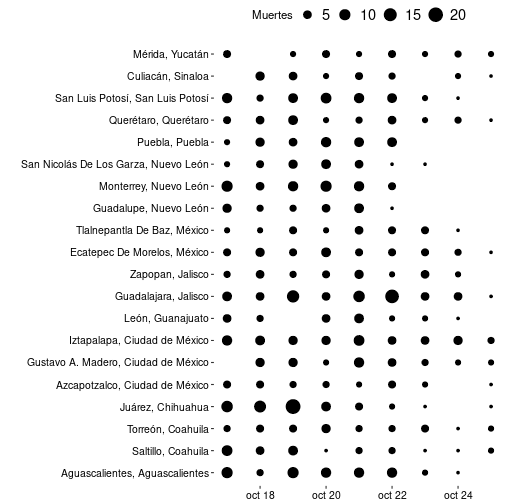 Muertes 5 10 15 20
Mérida, Yucatán
Culiacán, Sinaloa
San Luis Potosí, San Luis Potosí
Querétaro, Querétaro
Puebla, Puebla
San Nicolás De Los Garza, Nuevo León
Monterrey, Nuevo León
Guadalupe, Nuevo León
Tlalnepantla De Baz, México
Ecatepec De Morelos, México
Zapopan, Jalisco
Guadalajara, Jalisco
León, Guanajuato
Iztapalapa, Ciudad de México
Gustavo A. Madero, Ciudad de México
Azcapotzalco, Ciudad de México
Juárez, Chihuahua
Torreón, Coahuila
Saltillo, Coahuila
Aguascalientes, Aguascalientes
oct 18 oct 20 oct 22 oct 24